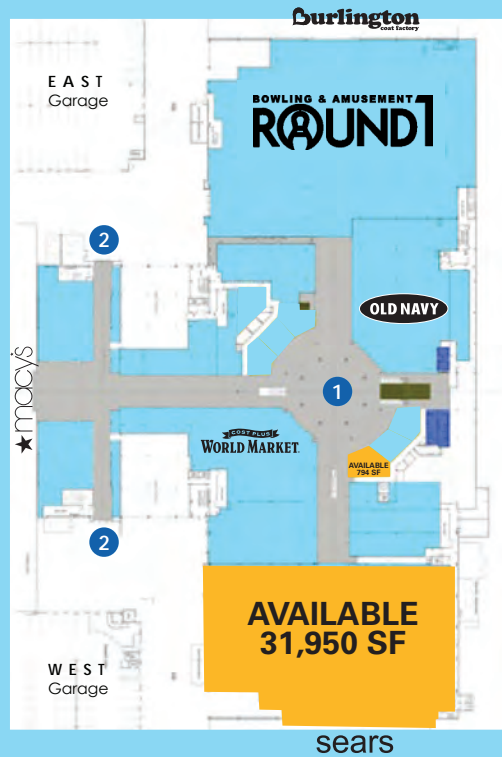 Burlington
coat factory
EAST
Garage
BOWLING & AMUSEMENT
ROUND1
2
OLD NAVY
macy's
1
COST PLUS
WORLD MARKET
AVAILABLE
794 SF
2
AVAILABLE
31,950 SF
WEST
Garage
sears